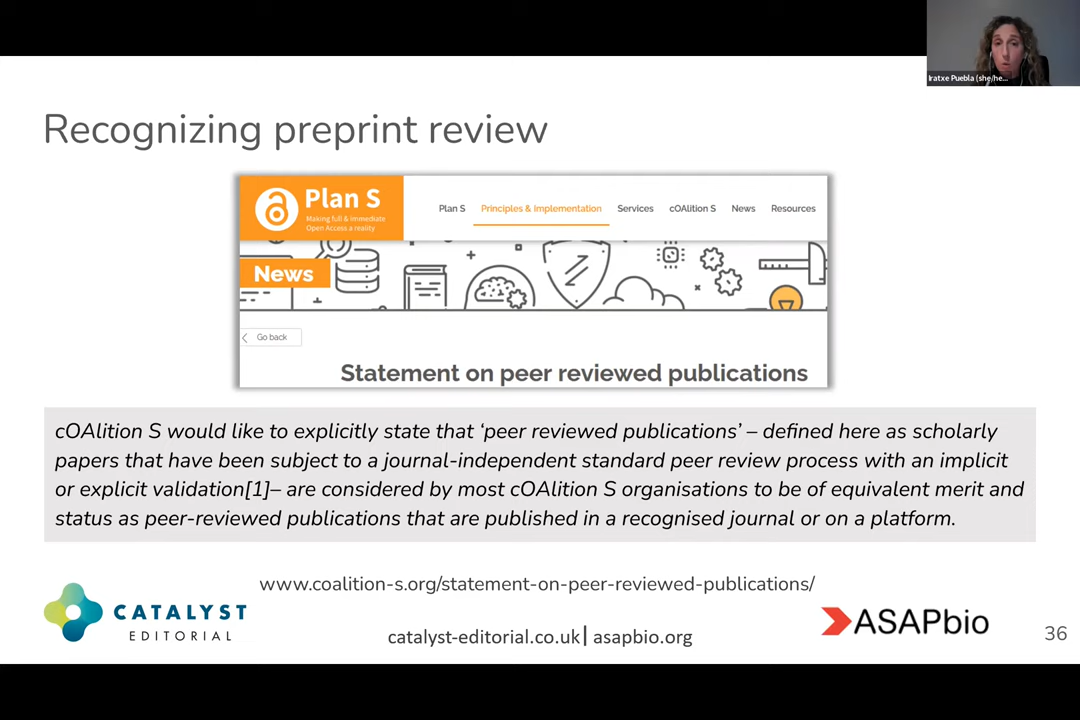 Iratxe Puebla (she/he...
Recognizing preprint review
Plan S
Making full & immediate
Open Access a reality
Plan S Principles & Implementation Services cOAlition S News Resources
News
Go back
Statement on peer reviewed publications
cOAlition S would like to explicitly state that ‘peer reviewed publications’ – defined here as scholarly
papers that have been subject to a journal-independent standard peer review process with an implicit
or explicit validation[1]– are considered by most cOAlition S organisations to be of equivalent merit and
status as peer-reviewed publications that are published in a recognised journal or on a platform.
www.coalition-s.org/statement-on-peer-reviewed-publications/
CATALYST
EDITORIAL
catalyst-editorial.co.uk| asapbio.org
ASAPbio
36